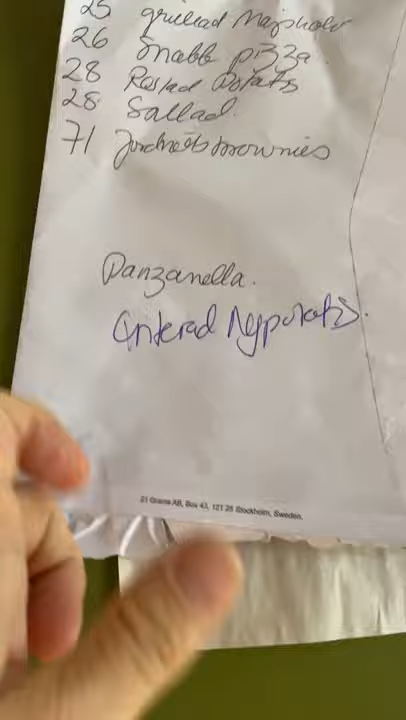 25 grillad Majskolv
26 Snabb pizza
28 Rostad Potatis
28 Sallad
71 Jordnötsbrownies
Panzanella.
Griterad Nypotatis.
21 Grams AB, Box 43, 121 25 Stockholm, Sweden.